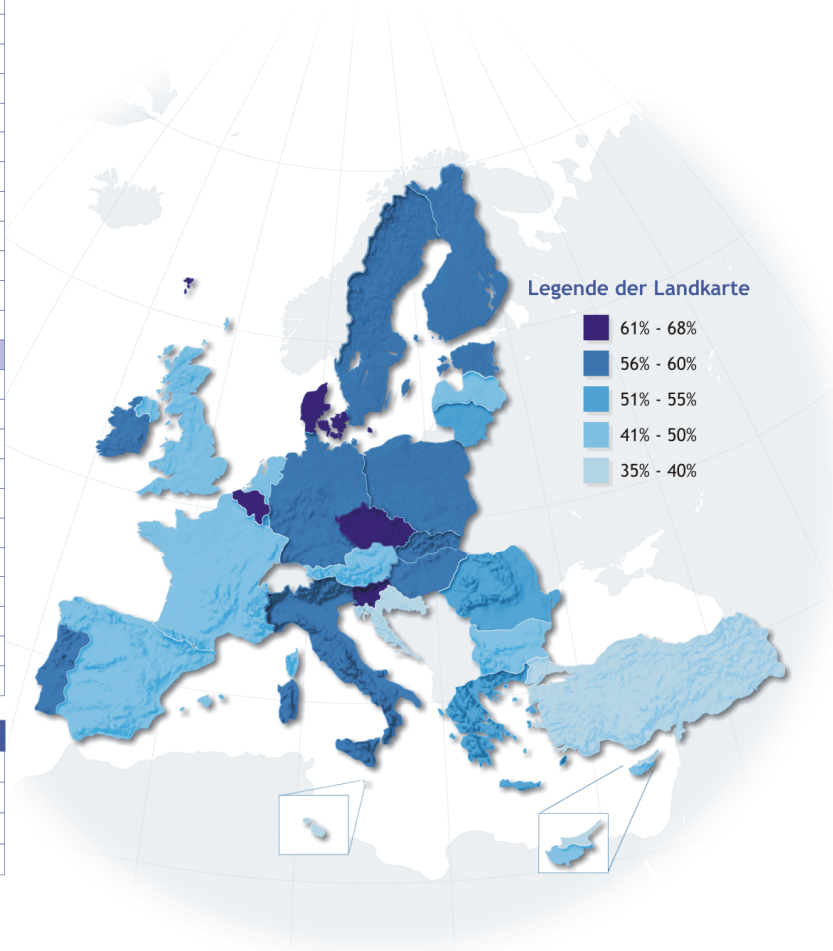 Legende der Landkarte
61% - 68%
56% - 60%
51% - 55%
41% - 50%
35% - 40%